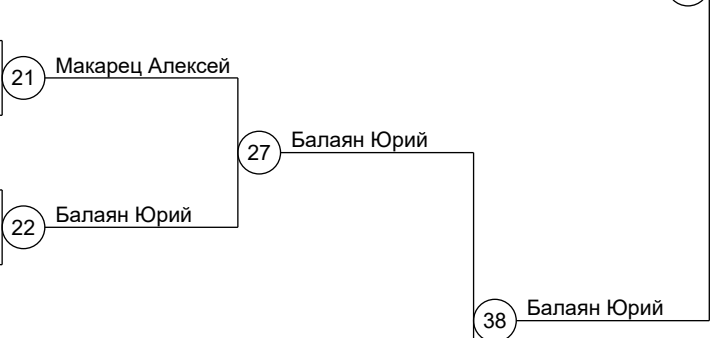 21 Макарец Алексей
27 Балаян Юрий
22 Балаян Юрий
38 Балаян Юрий